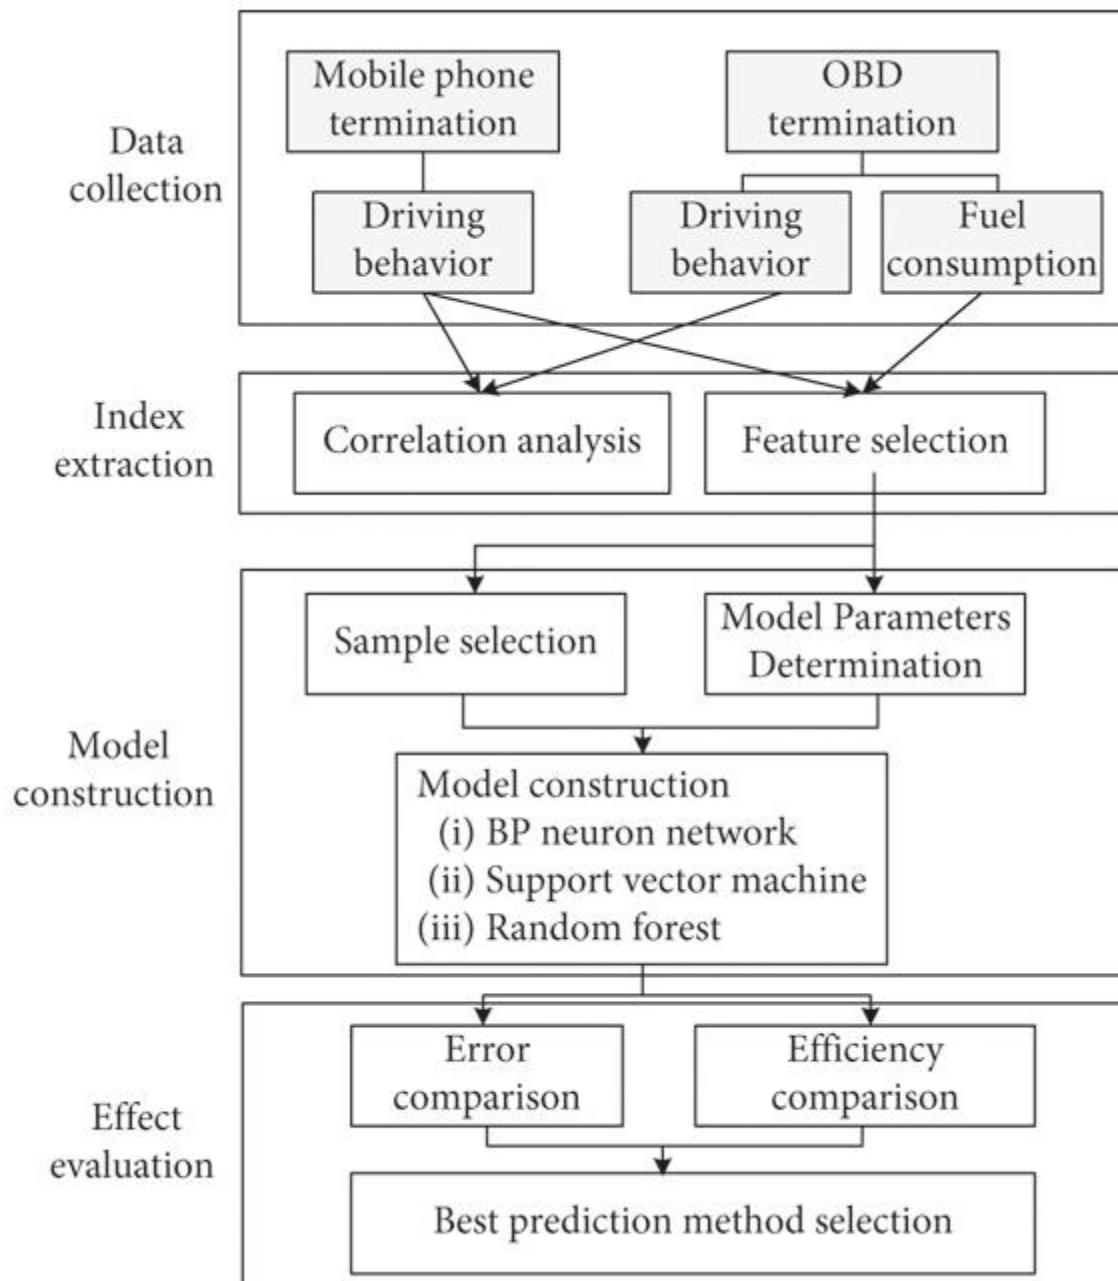 Data
collection
Mobile phone
termination
OBD
termination
Driving
behavior
Driving
behavior
Fuel
consumption
Index
extraction
Correlation analysis
Feature selection
Model
construction
Sample selection
Model Parameters
Determination
Model construction
(i) BP neuron network
(ii) Support vector machine
(iii) Random forest
Effect
evaluation
Error
comparison
Efficiency
comparison
Best prediction method selection